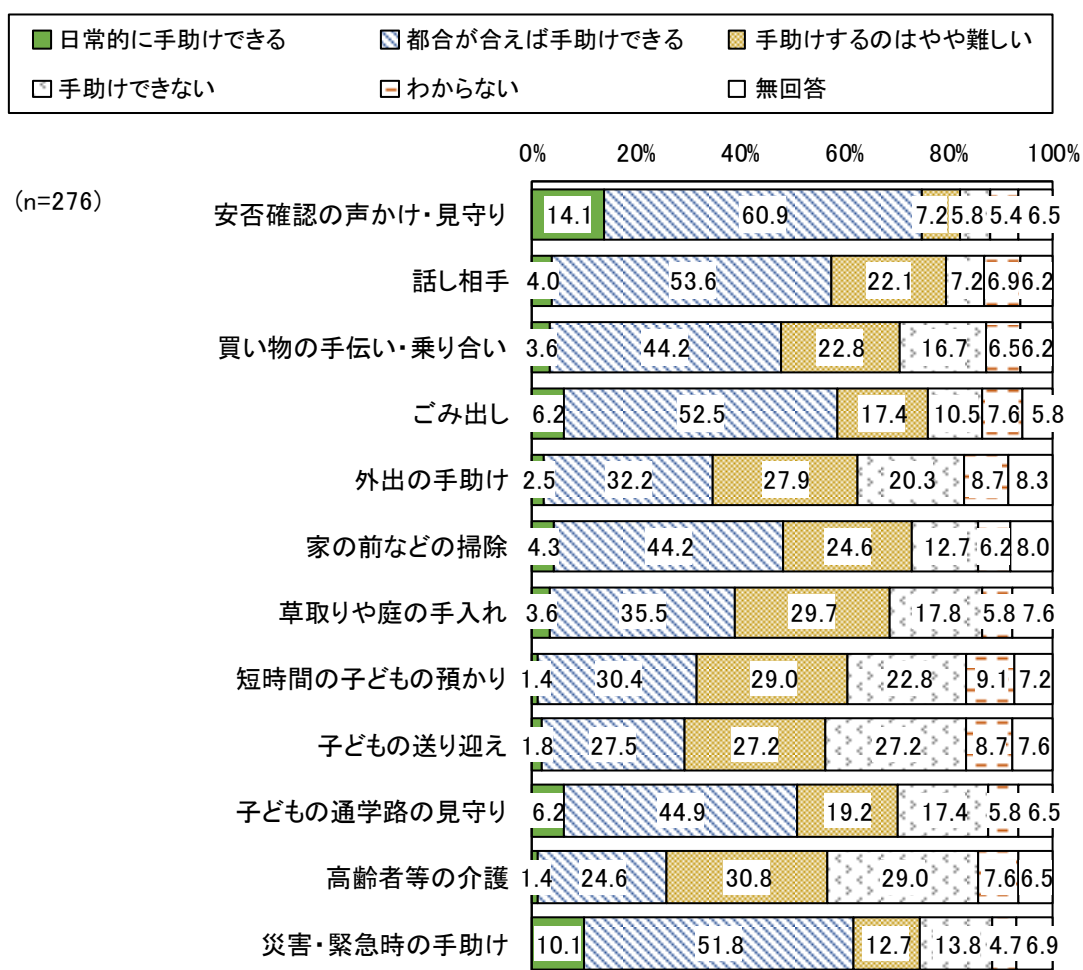 日常的に手助けできる 都合が合えば手助けできる 手助けするのはやや難しい
手助けできない わからない 無回答
0% 20% 40% 60% 80% 100%
(n=276)
安否確認の声かけ・見守り 14.1 60.9 7.2 5.8 5.4 6.5
話し相手 4.0 53.6 22.1 7.2 6.9 6.2
買い物の手伝い・乗り合い 3.6 44.2 22.8 16.7 6.5 6.2
ごみ出し 6.2 52.5 17.4 10.5 7.6 5.8
外出の手助け 2.5 32.2 27.9 20.3 8.7 8.3
家の前などの掃除 4.3 44.2 24.6 12.7 6.2 8.0
草取りや庭の手入れ 3.6 35.5 29.7 17.8 5.8 7.6
短時間の子どもの預かり 1.4 30.4 29.0 22.8 9.1 7.2
子どもの送り迎え 1.8 27.5 27.2 27.2 8.7 7.6
子どもの通学路の見守り 6.2 44.9 19.2 17.4 5.8 6.5
高齢者等の介護 1.4 24.6 30.8 29.0 7.6 6.5
災害・緊急時の手助け 10.1 51.8 12.7 13.8 4.7 6.9